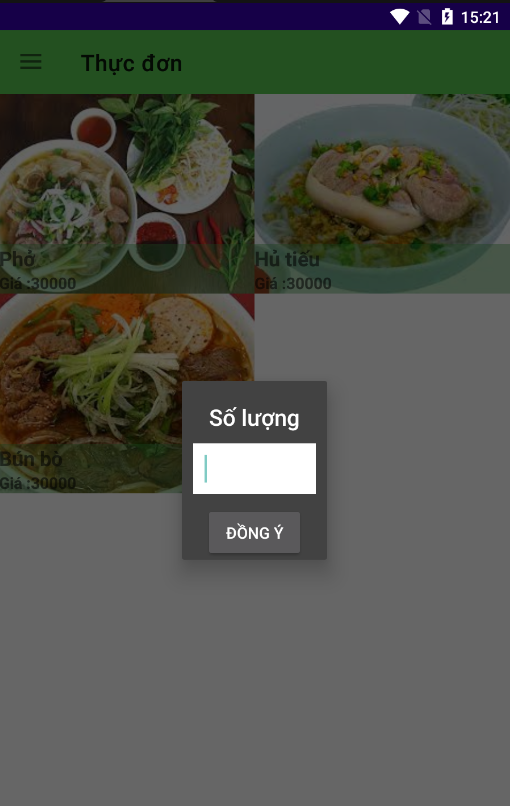 15:21
Thực đơn
Phở
Giá :30000
Hủ tiếu
Giá :30000
Bún bò
Giá :30000
Số lượng
ĐỒNG Ý